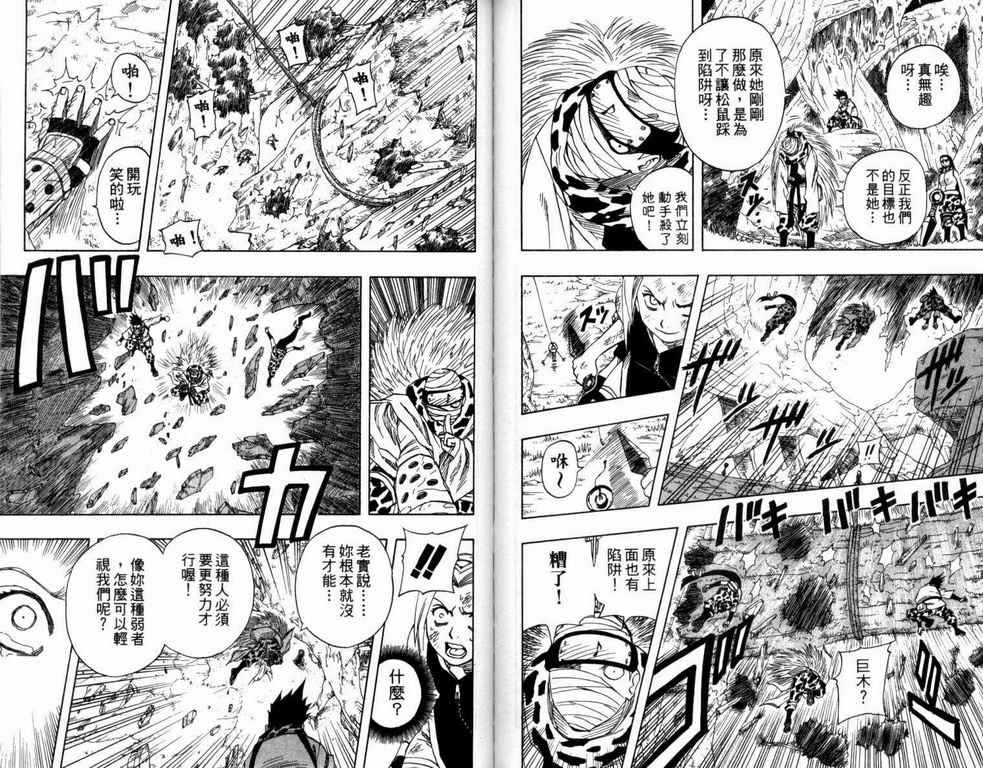 唉…
真無趣
呀…
反正我們
的目標也
不是她…
原來她剛剛
那麼做，是為
了不讓松鼠踩
到陷阱呀…
ズッ
我們立刻
動手殺了
她吧！
ズッ
咻～
ザザザ
ザザザ
!!
バキ
バキ
バキ
巨木？
原來上
面也有
陷阱！
糟了！
啪！
啪！
啪！
啪！
啪！
開玩
笑的啦…
ババババ
カ
!!
什麼？
老實說……
妳根本就沒
有才能…
這種人必須
要更努力才
行喔！
像妳這種弱者
，怎麼可以輕
視我們呢？